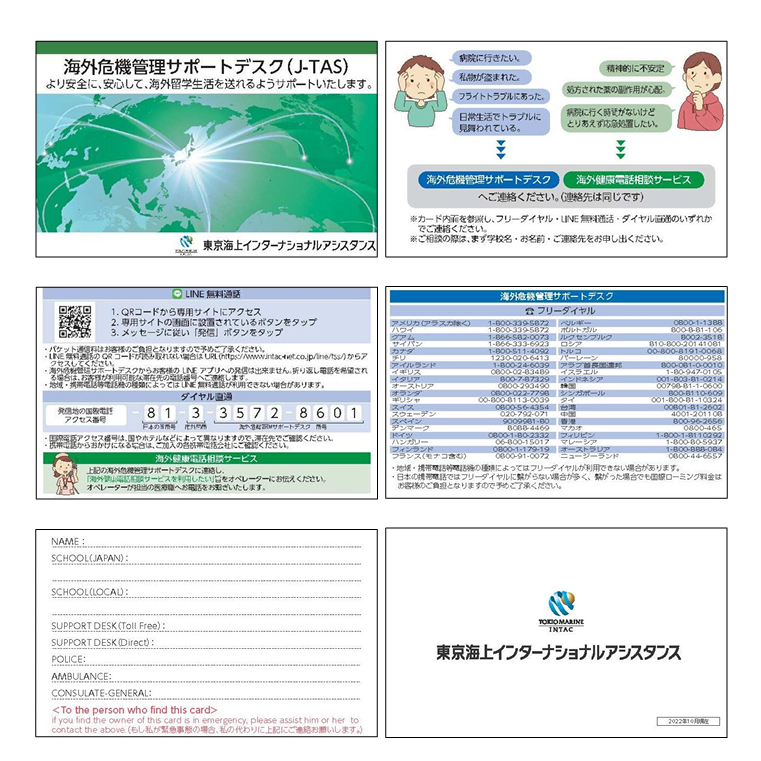 海外危機管理サポートデスク(J-TAS)
より安全に、安心して、海外留学生活を送れるようサポートいたします。
東京海上インターナショナルアシスタンス
病院に行きたい。
私物が盗まれた。
フライトトラブルにあった。
日常生活でトラブルに
見舞われている。
精神的に不安定
処方された薬の副作用が心配。
病院に行く時間がないけど
とりあえず応急処置したい。
海外危機管理サポートデスク
海外健康電話相談サービス
へご連絡ください。(連絡先は同じです)
※カード内面を参照し、フリーダイヤル・LINE無料通話・ダイヤル直通のいずれか
でご連絡ください。
※ご相談の際は、まず学校名・お名前・ご連絡先をお申し出ください。
LINE 無料通話
1. QRコードから専用サイトにアクセス
2. 専用サイトの画面に設置されているボタンをタップ
3. メッセージに従い「発信」ボタンをタップ
・パケット通信料はお客様のご負担となりますので予めご了承ください。
・LINE 無料通話の QR コードが読み取れない場合は URL (https://www.intac-net.co.jp/line/tss/) からア
クセスしてください。
・海外危機管理サポートデスクからお客様の LINE アプリへの発信は出来ません。折り返し電話を希望され
る場合は、お客様が利用可能な滞在先の電話番号へご連絡します。
・地域・携帯電話等電話機の種類によっては LINE 無料通話が利用できない場合があります。
ダイヤル直通
発信地の国際電話
アクセス番号
-81-3-3572-8601
日本の国番号 市外局番 海外危機管理サポートデスク 番号
・国際電話アクセス番号は、国やホテルなどによって異なりますので、滞在先でご確認ください。
・携帯電話からおかけになる場合は、ご加入の各携帯電話会社にご確認ください。
海外健康電話相談サービス
上記の海外危機管理サポートデスクに連絡し、
「海外健康電話相談サービスを利用したい」旨をオペレーターにお伝えください。
オペレーターが担当の医療職へお電話をお繋ぎいたします。
海外危機管理サポートデスク
フリーダイヤル
アメリカ(アラスカ除く) 1-800-339-5872 ベルギー 0800-1-1388
ハワイ 1-800-339-5872 ポルトガル 800-8-81-106
グアム 1-866-582-0073 ルクセンブルク 8002-3518
サイパン 1-866-333-6923 ロシア 810-800-20141081
カナダ 1-800-511-4092 トルコ 00-800-8191-0068
チリ 1230-020-6413 バーレーン 80000-958
アイルランド 1-800-24-6039 アラブ首長国連邦 800-081-0-0010
イギリス 0800-02-83489 イスラエル 1-80-947-0105
イタリア 800-7-87329 インドネシア 001-803-81-0214
オーストリア 0800-293490 韓国 00798-81-1-0600
オランダ 0800-022-7798 シンガポール 800-8110-609
ギリシャ 00-800-8113-0039 タイ 001-800-81-10324
スイス 0800-56-4354 台湾 00801-81-2602
スウェーデン 020-792-071 中国 4001-201108
スペイン 9009981-80 香港 800-96-2656
デンマーク 8088-4469 マカオ 0800-465
ドイツ 0800-1-80-2332 フィリピン 1-800-1-8110292
ハンガリー 06-800-15930 マレーシア 1-800-80-5937
フィンランド 0800-1-179-19 オーストラリア 1-800-888-084
フランス(モナコ含む) 0800-91-0072 ニュージーランド 0800-44-6557
・地域・携帯電話等電話機の種類によってはフリーダイヤルが利用できない場合があります。
・日本の携帯電話ではフリーダイヤルに繋がらない場合が多く、繋がった場合でも国際ローミング料金は
お客様のご負担となりますので予めご了承ください。
NAME:
SCHOOL(JAPAN):
SCHOOL(LOCAL):
SUPPORT DESK(Toll Free):
SUPPORT DESK(Direct):
POLICE:
AMBULANCE:
CONSULATE-GENERAL:
<To the person who find this card>
if you find the owner of this card is in emergency, please assist him or her to
contact the above. (もし私が緊急事態の場合、私の代わりに上記にご連絡お願いします。)
TOKIO MARINE
INTAC
東京海上インターナショナルアシスタンス
2022年10月現在